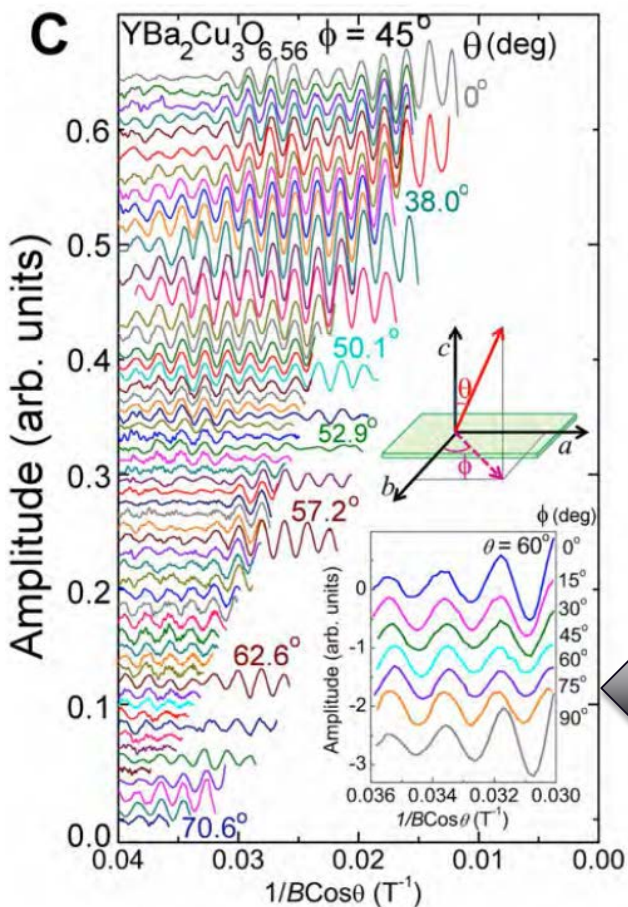 C YBa2Cu3O6.56 ϕ = 45° θ (deg)
0°
38.0°
50.1°
52.9°
57.2°
62.6°
70.6°
Amplitude (arb. units)
0.6
0.5
0.4
0.3
0.2
0.1
0.0
0.04 0.03 0.02 0.01 0.00
1/BCosθ (T-1)
c
θ
a
b
ϕ
ϕ (deg)
θ = 60°
0°
15°
30°
45°
60°
75°
90°
Amplitude (arb. units)
0
-1
-2
-3
0.036 0.034 0.032 0.030
1/BCosθ (T-1)